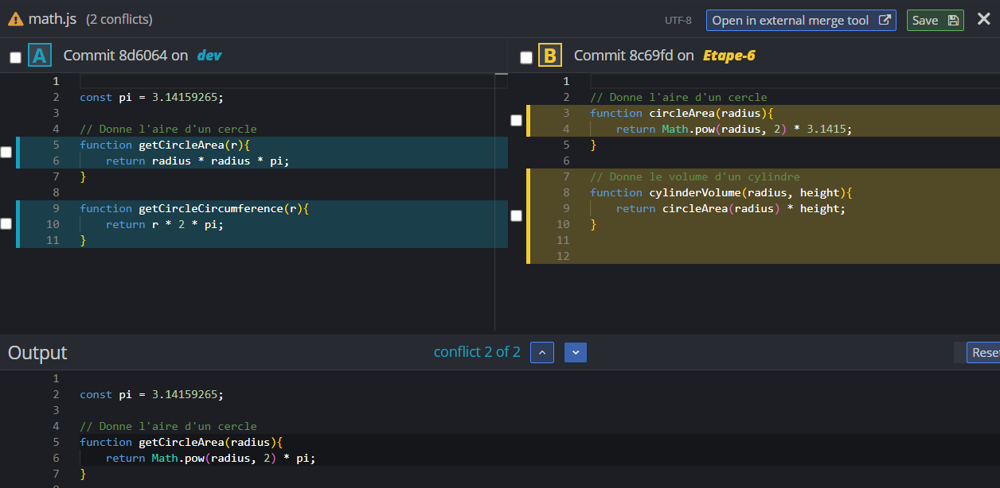 math.js (2 conflicts) UTF-8 Open in external merge tool Save
A Commit 8d6064 on dev
1
2 const pi = 3.14159265;
3
4 // Donne l'aire d'un cercle
5 function getCircleArea(r){
6 return radius * radius * pi;
7 }
8
9 function getCircleCircumference(r){
10 return r * 2 * pi;
11 }
B Commit 8c69fd on Etape-6
1
2 // Donne l'aire d'un cercle
3 function circleArea(radius){
4 return Math.pow(radius, 2) * 3.1415;
5 }
6
7 // Donne le volume d'un cylindre
8 function cylinderVolume(radius, height){
9 return circleArea(radius) * height;
10 }
11
12
Output conflict 2 of 2
1
2 const pi = 3.14159265;
3
4 // Donne l'aire d'un cercle
5 function getCircleArea(radius){
6 return Math.pow(radius, 2) * pi;
7 }